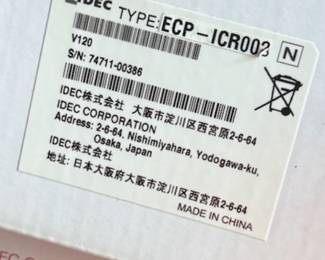 IDEC TYPE: ECP-ICR003 N
V120
S/N: 74711-00386
IDEC株式会社 大阪市淀川区西宮原2-6-64
IDEC CORPORATION
Address: 2-6-64, Nishimiyahara, Yodogawa-ku,
Osaka, Japan
IDEC株式会社
地址: 日本大阪府大阪市淀川区西宮原2-6-64
MADE IN CHINA